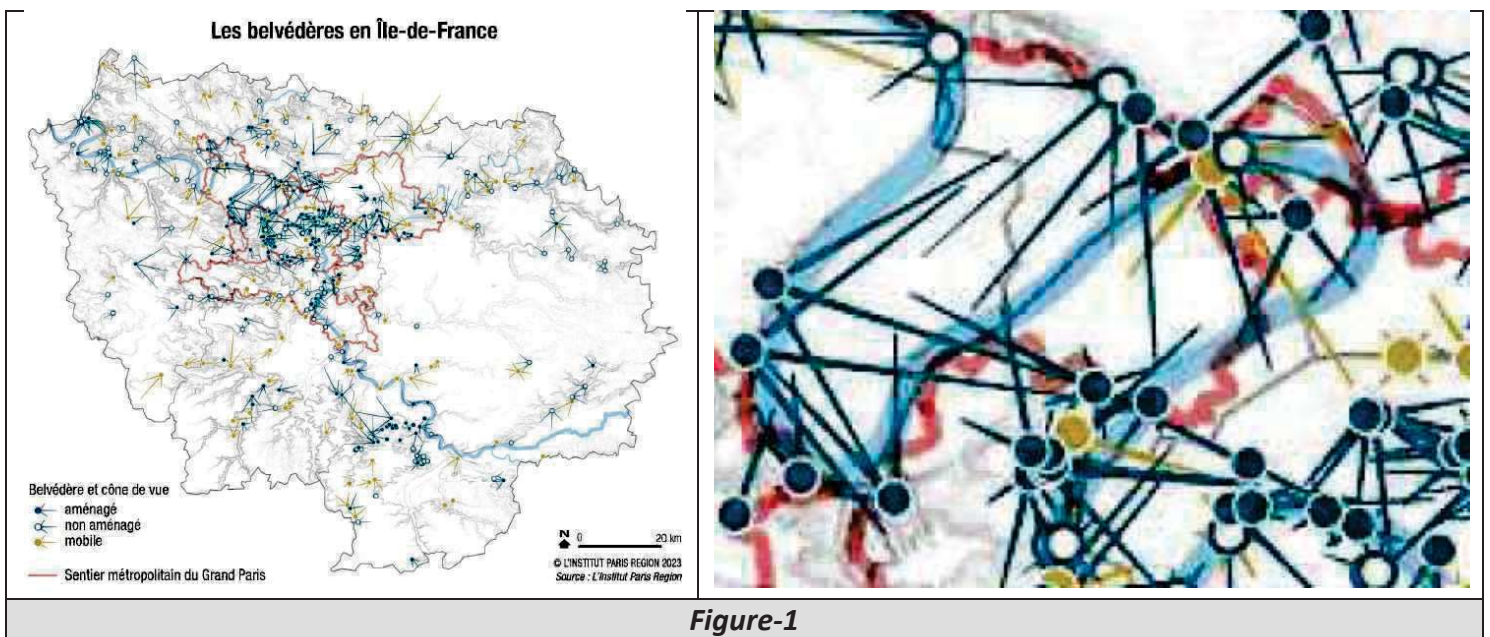 Les belvédères en Île-de-France
Belvédère et cône de vue
aménagé
non aménagé
mobile
Sentier métropolitain du Grand Paris
N 0 20 km
© L'INSTITUT PARIS REGION 2023
Source : L'Institut Paris Region
Figure-1